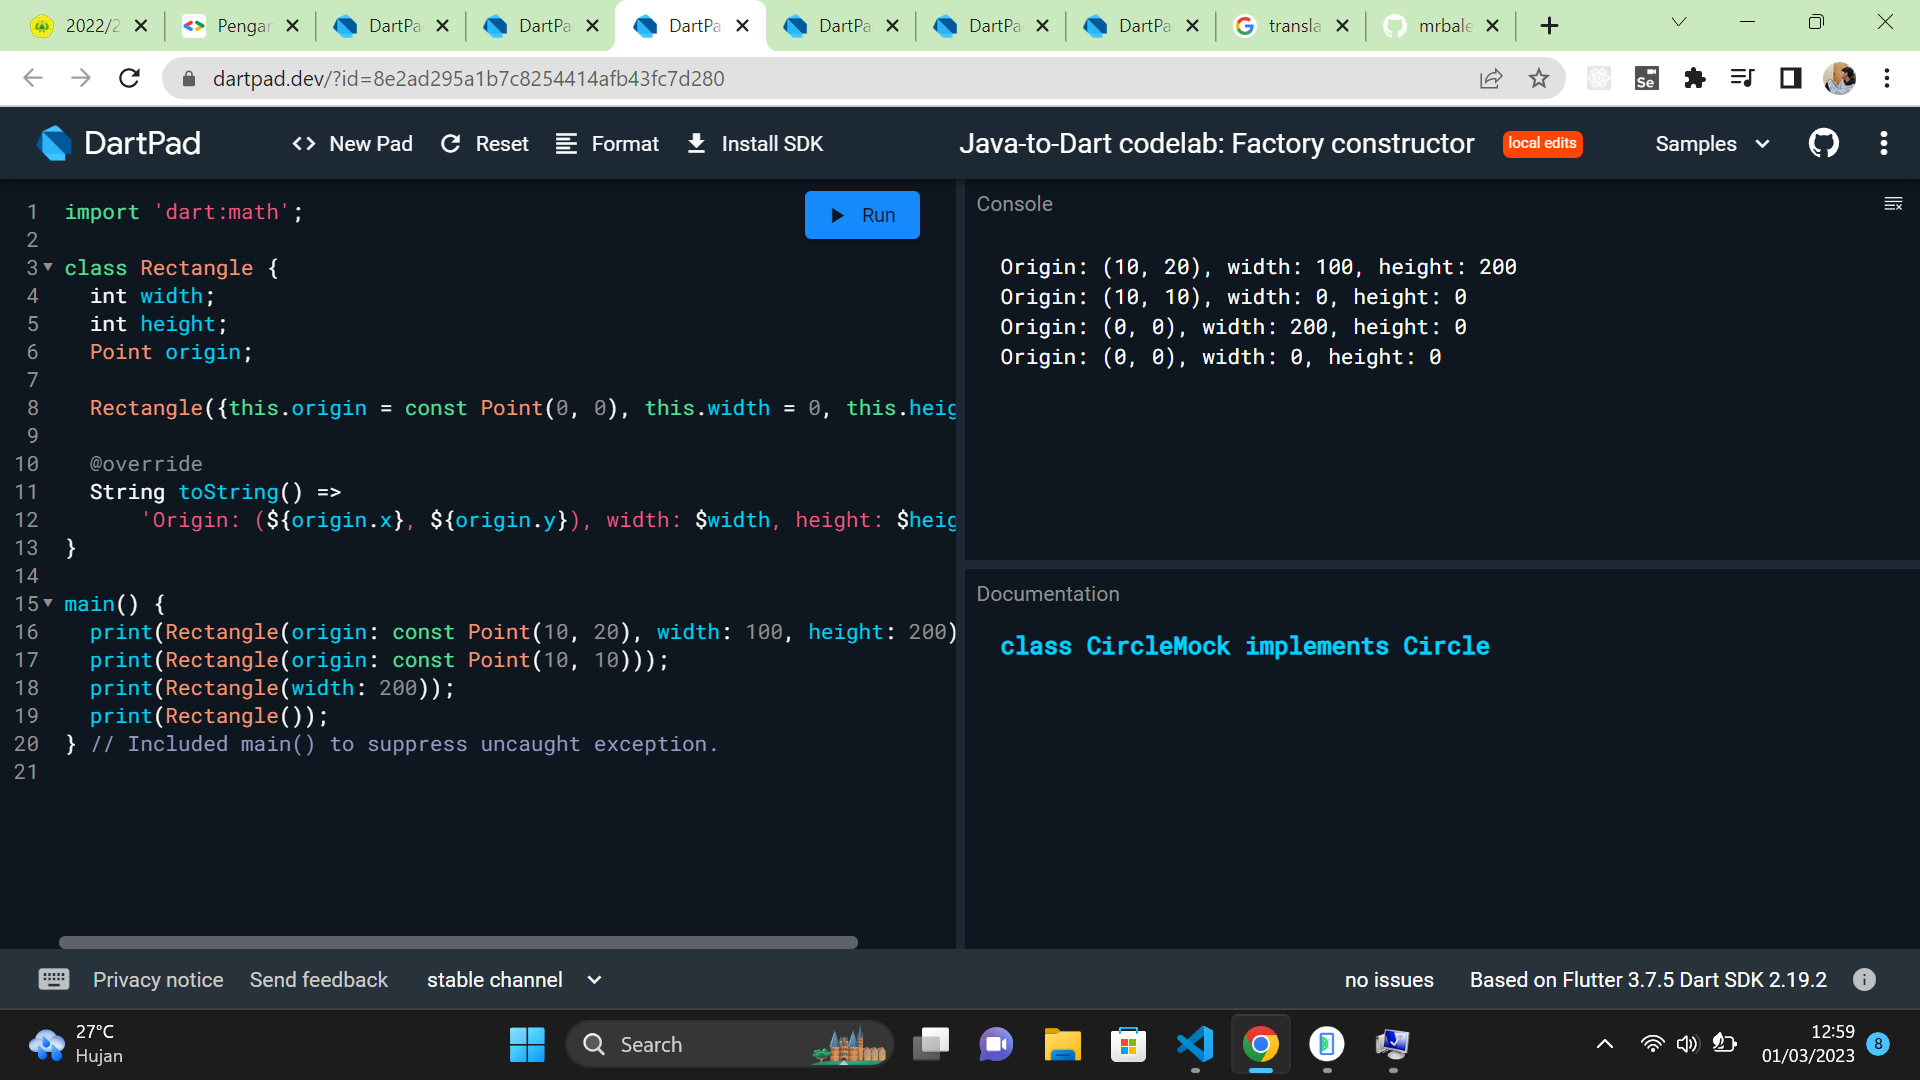 2022/2
Pengar
DartPa
DartPa
DartPa
DartPa
DartPa
DartPa
transla
mrbale
dartpad.dev/?id=8e2ad295a1b7c8254414afb43fc7d280
Se
DartPad
<> New Pad
Reset
Format
Install SDK
Java-to-Dart codelab: Factory constructor
local edits
Samples
1 import 'dart:math';
2
3 class Rectangle {
4 int width;
5 int height;
6 Point origin;
7
8 Rectangle({this.origin = const Point(0, 0), this.width = 0, this.heig
9
10 @override
11 String toString() =>
12 'Origin: (${origin.x}, ${origin.y}), width: $width, height: $heig
13 }
14
15 main() {
16 print(Rectangle(origin: const Point(10, 20), width: 100, height: 200)
17 print(Rectangle(origin: const Point(10, 10)));
18 print(Rectangle(width: 200));
19 print(Rectangle());
20 } // Included main() to suppress uncaught exception.
21
Run
Console
Origin: (10, 20), width: 100, height: 200
Origin: (10, 10), width: 0, height: 0
Origin: (0, 0), width: 200, height: 0
Origin: (0, 0), width: 0, height: 0
Documentation
class CircleMock implements Circle
Privacy notice
Send feedback
stable channel
no issues
Based on Flutter 3.7.5 Dart SDK 2.19.2
27°C
Hujan
Search
12:59
01/03/2023
8